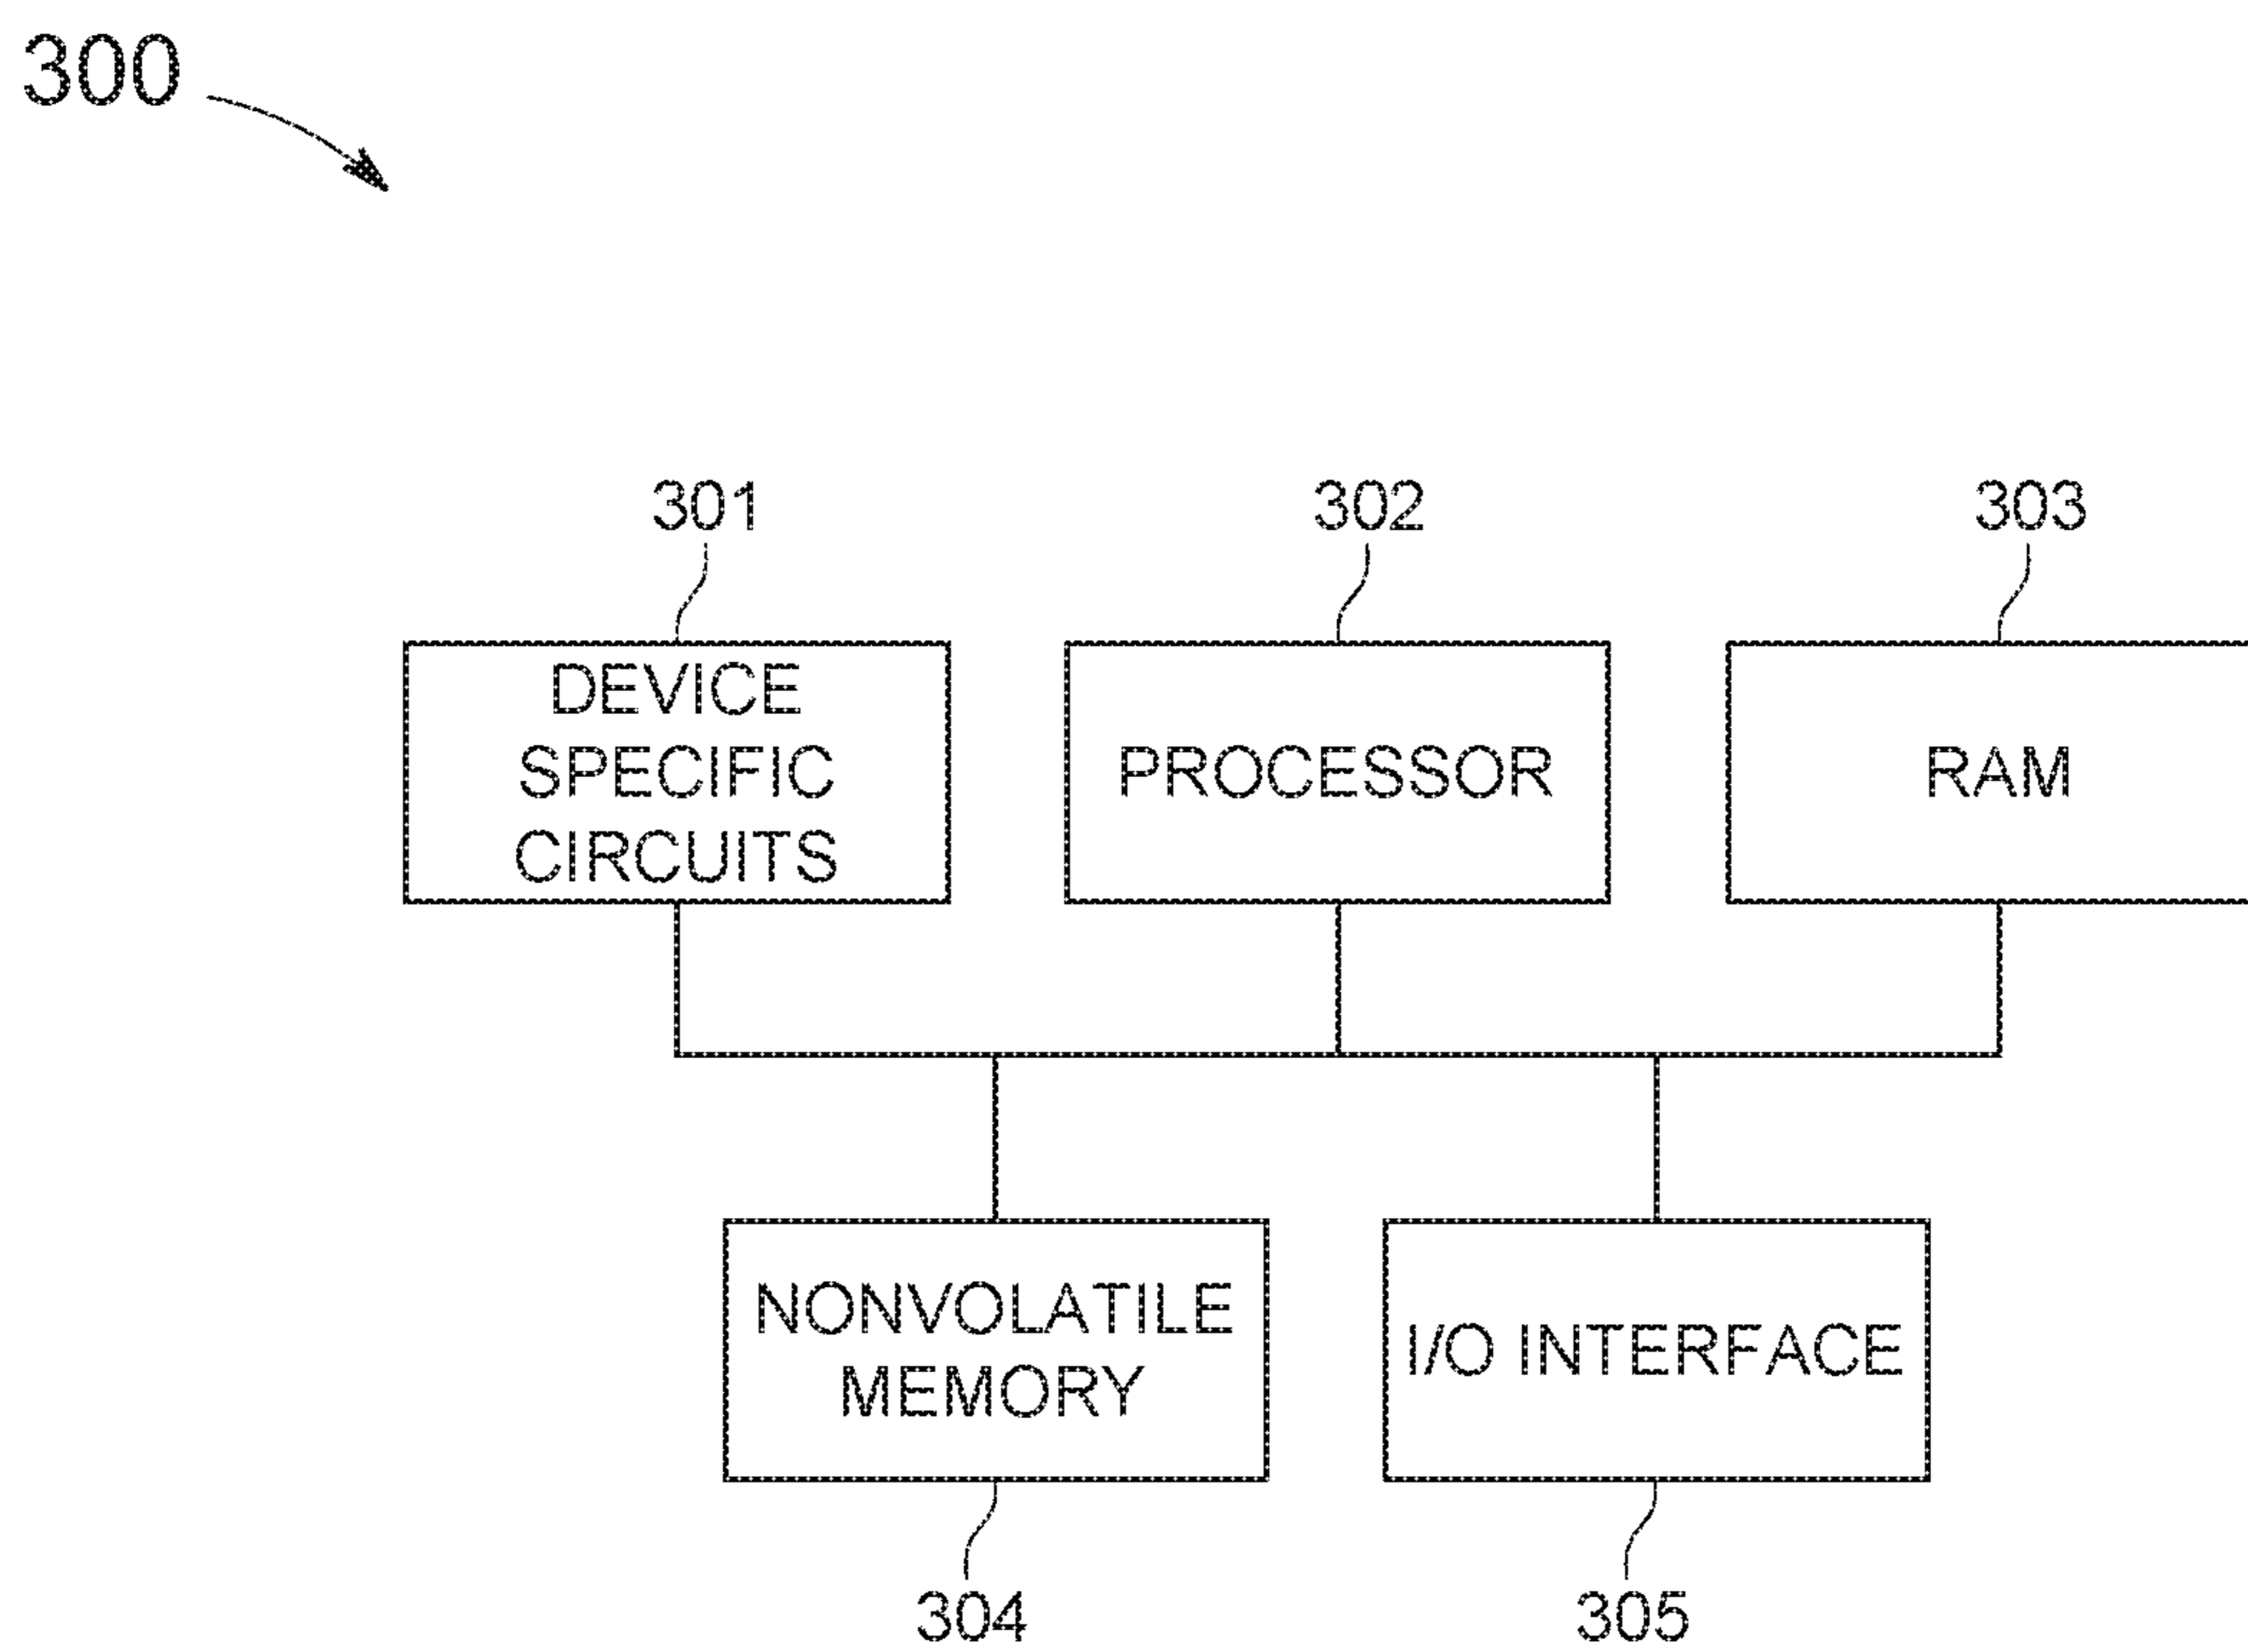 300
301
302
303
DEVICE
SPECIFIC
CIRCUITS
PROCESSOR
RAM
NONVOLATILE
MEMORY
I/O INTERFACE
304
305